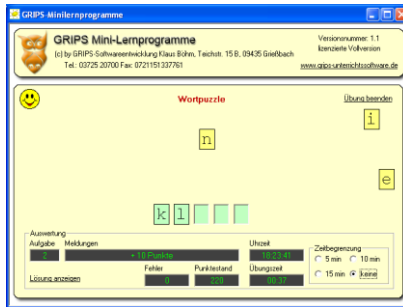 GRIPS-Minilernprogramme
GRIPS Mini-Lernprogramme
(c) by GRIPS-Softwareentwicklung Klaus Böhm, Teichstr. 15 B, 09435 Grießbach
Tel.: 03725 20700 Fax: 0721151337761
Versionsnummer: 1.1
lizenzierte Vollversion
www.grips-unterrichtssoftware.de
Wortpuzzle
Übung beenden
i
n
e
k l
Auswertung
Aufgabe Meldungen Uhrzeit
2 + 10 Punkte 18:23:41
Lösung anzeigen
Fehler Punktestand Übungszeit
0 220 00:37
Zeitbegrenzung
5 min 10 min
15 min keine